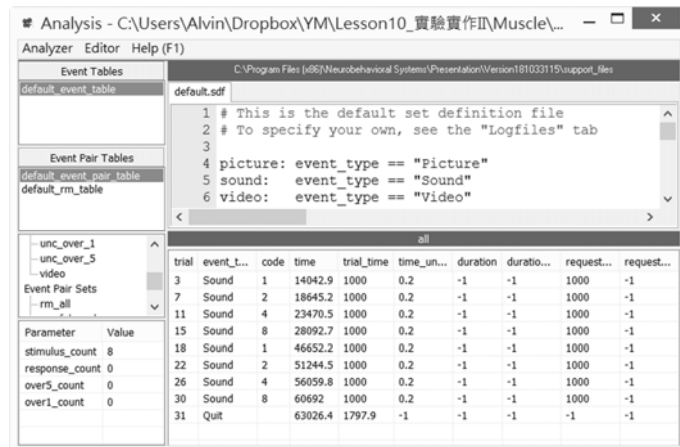 Analysis - C:\Users\Alvin\Dropbox\YM\Lesson10_實驗實作II\Muscle\...
Analyzer Editor Help (F1)
Event Tables
default_event_table
Event Pair Tables
default_event_pair_table
default_rm_table
unc_over_1
unc_over_5
video
Event Pair Sets
rm_all
Parameter Value
stimulus_count 8
response_count 0
over5_count 0
over1_count 0
C:\Program Files (x86)\Neurobehavioral Systems\Presentation\Version181033115\support_files
default.sdf
1 # This is the default set definition file
2 # To specify your own, see the "Logfiles" tab
3
4 picture: event_type == "Picture"
5 sound: event_type == "Sound"
6 video: event_type == "Video"
all
trial event_t... code time trial_time time_un... duration duratio... request... request...
3 Sound 1 14042.9 1000 0.2 -1 -1 1000 -1
7 Sound 2 18645.2 1000 0.2 -1 -1 1000 -1
11 Sound 4 23470.5 1000 0.2 -1 -1 1000 -1
15 Sound 8 28092.7 1000 0.2 -1 -1 1000 -1
18 Sound 1 46652.2 1000 0.2 -1 -1 1000 -1
22 Sound 2 51244.5 1000 0.2 -1 -1 1000 -1
26 Sound 4 56059.8 1000 0.2 -1 -1 1000 -1
30 Sound 8 60692 1000 0.2 -1 -1 1000 -1
31 Quit 63026.4 1797.9 -1 -1 -1 -1 -1